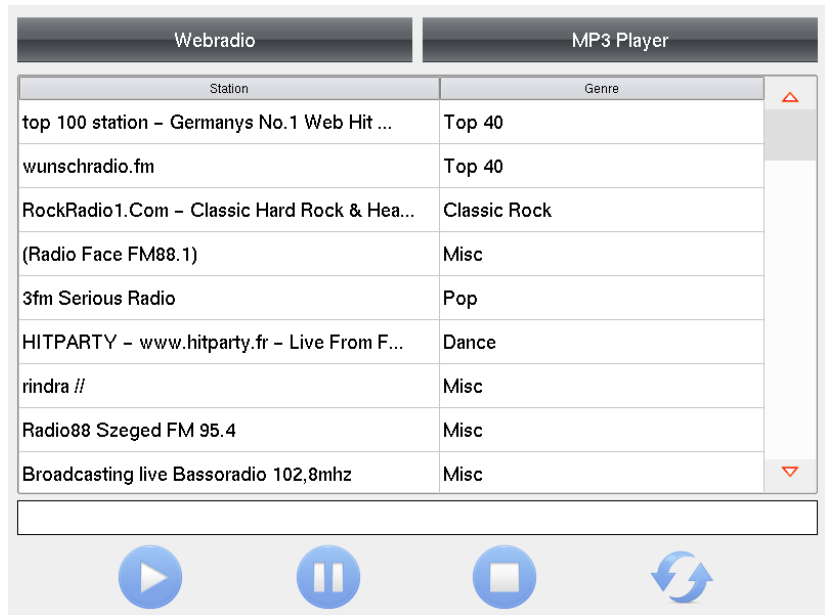 Webradio MP3 Player
Station Genre
top 100 station – Germanys No.1 Web Hit ... Top 40
wunschradio.fm Top 40
RockRadio1.Com – Classic Hard Rock & Hea... Classic Rock
(Radio Face FM88.1) Misc
3fm Serious Radio Pop
HITPARTY – www.hitparty.fr – Live From F... Dance
rindra // Misc
Radio88 Szeged FM 95.4 Misc
Broadcasting live Bassoradio 102,8mhz Misc